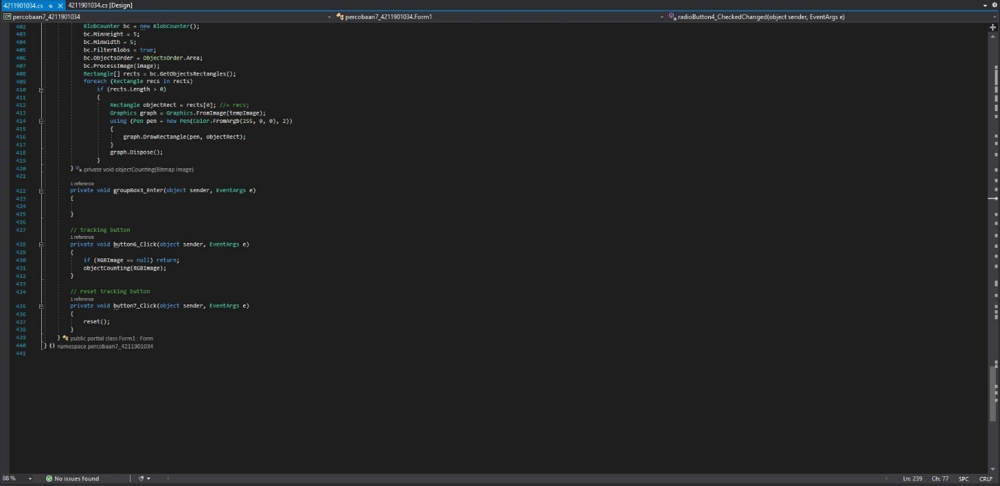 4211901034.cs 4211901034.cs [Design]
percobaan7_4211901034 percobaan7_4211901034.Form1 radioButton4_CheckedChanged(object sender, EventArgs e)
402 BlobCounter bc = new BlobCounter();
403 bc.MinHeight = 5;
404 bc.MinWidth = 5;
405 bc.FilterBlobs = true;
406 bc.ObjectsOrder = ObjectsOrder.Area;
407 bc.ProcessImage(image);
408 Rectangle[] rects = bc.GetObjectsRectangles();
409 foreach (Rectangle recs in rects)
410 if (rects.Length > 0)
411 {
412 Rectangle objectRect = rects[0]; //= recs;
413 Graphics graph = Graphics.FromImage(tempImage);
414 using (Pen pen = new Pen(Color.FromArgb(255, 0, 0), 2))
415 {
416 graph.DrawRectangle(pen, objectRect);
417 }
418 graph.Dispose();
419 }
420 } private void objectCounting(Bitmap image)
421
1 reference
422 private void groupBox3_Enter(object sender, EventArgs e)
423 {
424
425 }
426
427 // tracking button
1 reference
428 private void button6_Click(object sender, EventArgs e)
429 {
430 if (RGBImage == null) return;
431 objectCounting(RGBImage);
432 }
433
434 // reset tracking button
1 reference
435 private void button7_Click(object sender, EventArgs e)
436 {
437 reset();
438 }
439 } public partial class Form1 : Form
440 } {} namespace percobaan7_4211901034
441
88 % No issues found Ln: 239 Ch: 77 SPC CRLF